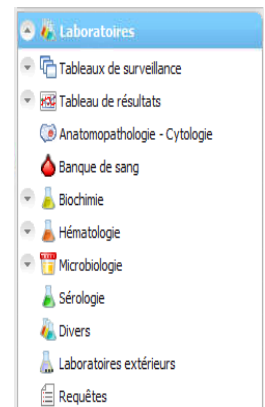 Laboratoires
Tableaux de surveillance
Tableau de résultats
Anatomopathologie - Cytologie
Banque de sang
Biochimie
Hématologie
Microbiologie
Sérologie
Divers
Laboratoires extérieurs
Requêtes